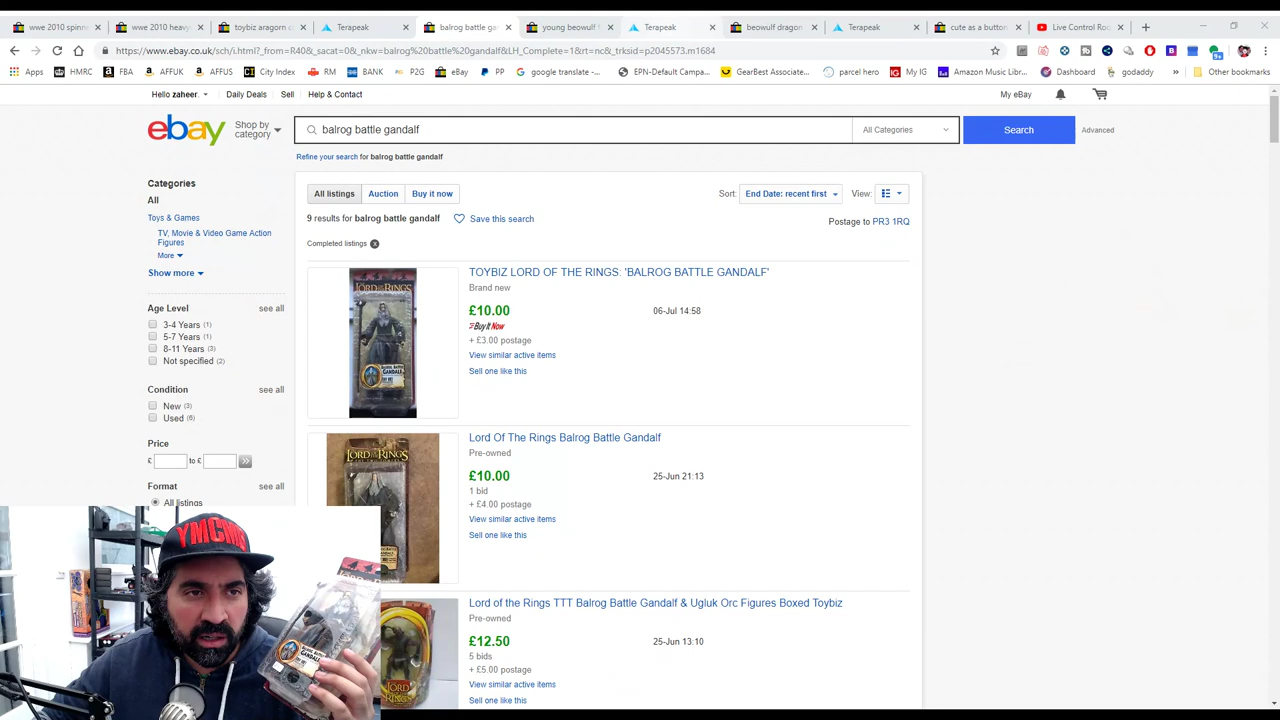 wwe 2010 spinn
wwe 2010 heavy
toybiz aragorn c
Terapeak
balrog battle gan
young beowulf f
Terapeak
beowulf dragon
Terapeak
cute as a button
Live Control Roo
https://www.ebay.co.uk/sch/i.html?_from=R40&_sacat=0&_nkw=balrog%20battle%20gandalf&LH_Complete=1&rt=nc&_trksid=p2045573.m1684
Apps
HMRC
FBA
AFFUK
AFFUS
City Index
RM
BANK
P2G
eBay
PP
google translate -...
EPN-Default Campa...
GearBest Associate...
parcel hero
My IG
Amazon Music Libr...
Dashboard
godaddy
Other bookmarks
Hello zaheer.
Daily Deals
Sell
Help & Contact
My eBay
ebay
Shop by
category
balrog battle gandalf
All Categories
Search
Advanced
Refine your search for balrog battle gandalf
Categories
All
Toys & Games
TV, Movie & Video Game Action
Figures
More
Show more
Age Level
see all
3-4 Years (1)
5-7 Years (1)
8-11 Years (3)
Not specified (2)
Condition
see all
New (3)
Used (6)
Price
£
to £
Format
see all
All listings
All listings
Auction
Buy it now
Sort:
End Date: recent first
View:
9 results for balrog battle gandalf
Save this search
Postage to PR3 1RQ
Completed listings
TOYBIZ LORD OF THE RINGS: 'BALROG BATTLE GANDALF'
Brand new
£10.00
06-Jul 14:58
Buy It Now
+ £3.00 postage
View similar active items
Sell one like this
Lord Of The Rings Balrog Battle Gandalf
Pre-owned
£10.00
25-Jun 21:13
1 bid
+ £4.00 postage
View similar active items
Sell one like this
Lord of the Rings TTT Balrog Battle Gandalf & Ugluk Orc Figures Boxed Toybiz
Pre-owned
£12.50
25-Jun 13:10
5 bids
+ £5.00 postage
View similar active items
Sell one like this
YMCMB
GANDALF